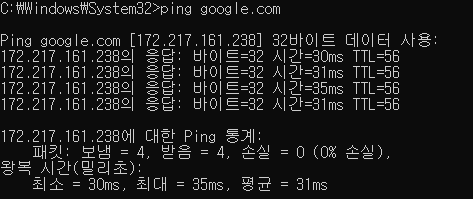 C:₩Windows₩System32>ping google.com
Ping google.com [172.217.161.238] 32바이트 데이터 사용:
172.217.161.238의 응답: 바이트=32 시간=30ms TTL=56
172.217.161.238의 응답: 바이트=32 시간=31ms TTL=56
172.217.161.238의 응답: 바이트=32 시간=35ms TTL=56
172.217.161.238의 응답: 바이트=32 시간=31ms TTL=56
172.217.161.238에 대한 Ping 통계:
패킷: 보냄 = 4, 받음 = 4, 손실 = 0 (0% 손실),
왕복 시간(밀리초):
최소 = 30ms, 최대 = 35ms, 평균 = 31ms